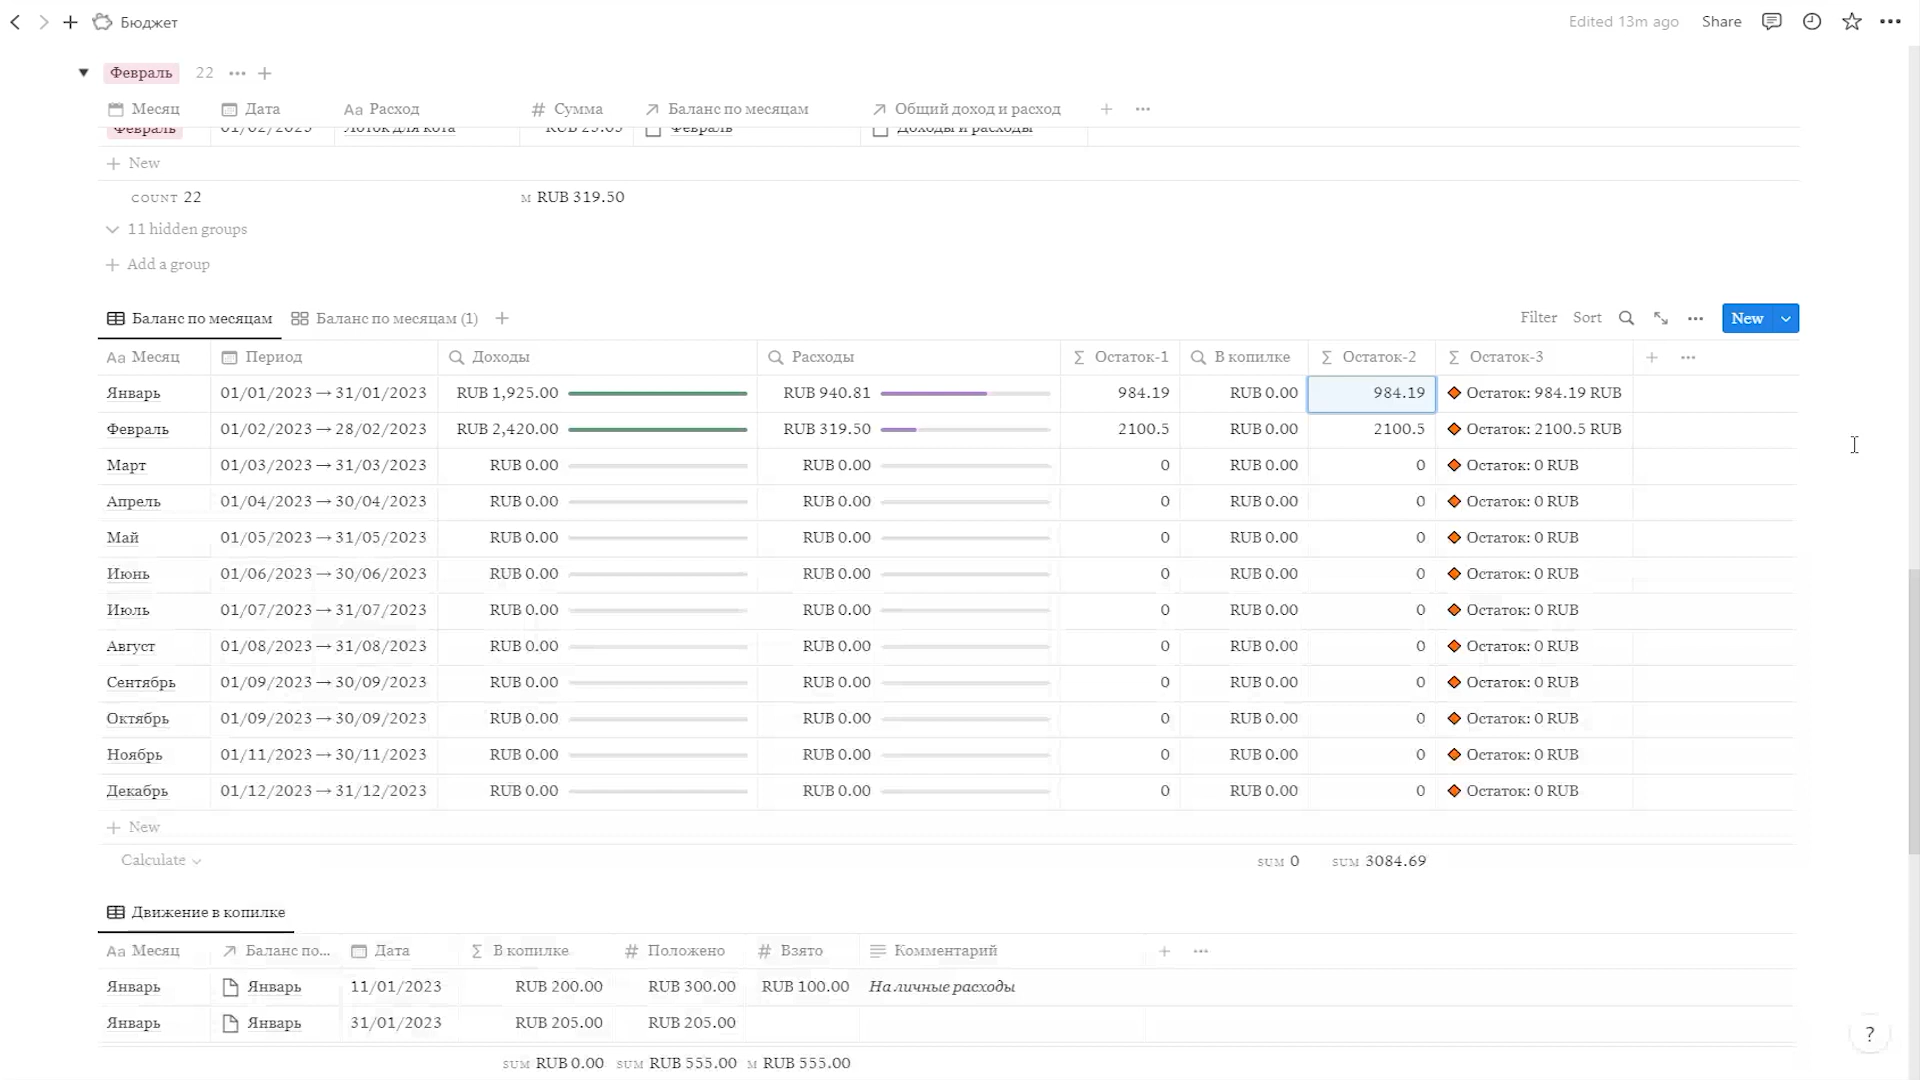 Бюджет
Edited 13m ago Share
Февраль 22
Месяц Дата Aa Расход # Сумма Баланс по месяцам Общий доход и расход
Февраль 01/02/2023 Лоток для кота RUB 25.05 Февраль Доходы и расходы
New
COUNT 22 M RUB 319.50
11 hidden groups
Add a group
Баланс по месяцам Баланс по месяцам (1) Filter Sort New
Aa Месяц Период Доходы Расходы Σ Остаток-1 В копилке Σ Остаток-2 Σ Остаток-3
Январь 01/01/2023 → 31/01/2023 RUB 1,925.00 RUB 940.81 984.19 RUB 0.00 984.19 Остаток: 984.19 RUB
Февраль 01/02/2023 → 28/02/2023 RUB 2,420.00 RUB 319.50 2100.5 RUB 0.00 2100.5 Остаток: 2100.5 RUB
Март 01/03/2023 → 31/03/2023 RUB 0.00 RUB 0.00 0 RUB 0.00 0 Остаток: 0 RUB
Апрель 01/04/2023 → 30/04/2023 RUB 0.00 RUB 0.00 0 RUB 0.00 0 Остаток: 0 RUB
Май 01/05/2023 → 31/05/2023 RUB 0.00 RUB 0.00 0 RUB 0.00 0 Остаток: 0 RUB
Июнь 01/06/2023 → 30/06/2023 RUB 0.00 RUB 0.00 0 RUB 0.00 0 Остаток: 0 RUB
Июль 01/07/2023 → 31/07/2023 RUB 0.00 RUB 0.00 0 RUB 0.00 0 Остаток: 0 RUB
Август 01/08/2023 → 31/08/2023 RUB 0.00 RUB 0.00 0 RUB 0.00 0 Остаток: 0 RUB
Сентябрь 01/09/2023 → 30/09/2023 RUB 0.00 RUB 0.00 0 RUB 0.00 0 Остаток: 0 RUB
Октябрь 01/09/2023 → 30/09/2023 RUB 0.00 RUB 0.00 0 RUB 0.00 0 Остаток: 0 RUB
Ноябрь 01/11/2023 → 30/11/2023 RUB 0.00 RUB 0.00 0 RUB 0.00 0 Остаток: 0 RUB
Декабрь 01/12/2023 → 31/12/2023 RUB 0.00 RUB 0.00 0 RUB 0.00 0 Остаток: 0 RUB
New
Calculate SUM 0 SUM 3084.69
Движение в копилке
Aa Месяц Баланс по... Дата Σ В копилке # Положено # Взято Комментарий
Январь Январь 11/01/2023 RUB 200.00 RUB 300.00 RUB 100.00 На личные расходы
Январь Январь 31/01/2023 RUB 205.00 RUB 205.00
SUM RUB 0.00 SUM RUB 555.00 M RUB 555.00
?